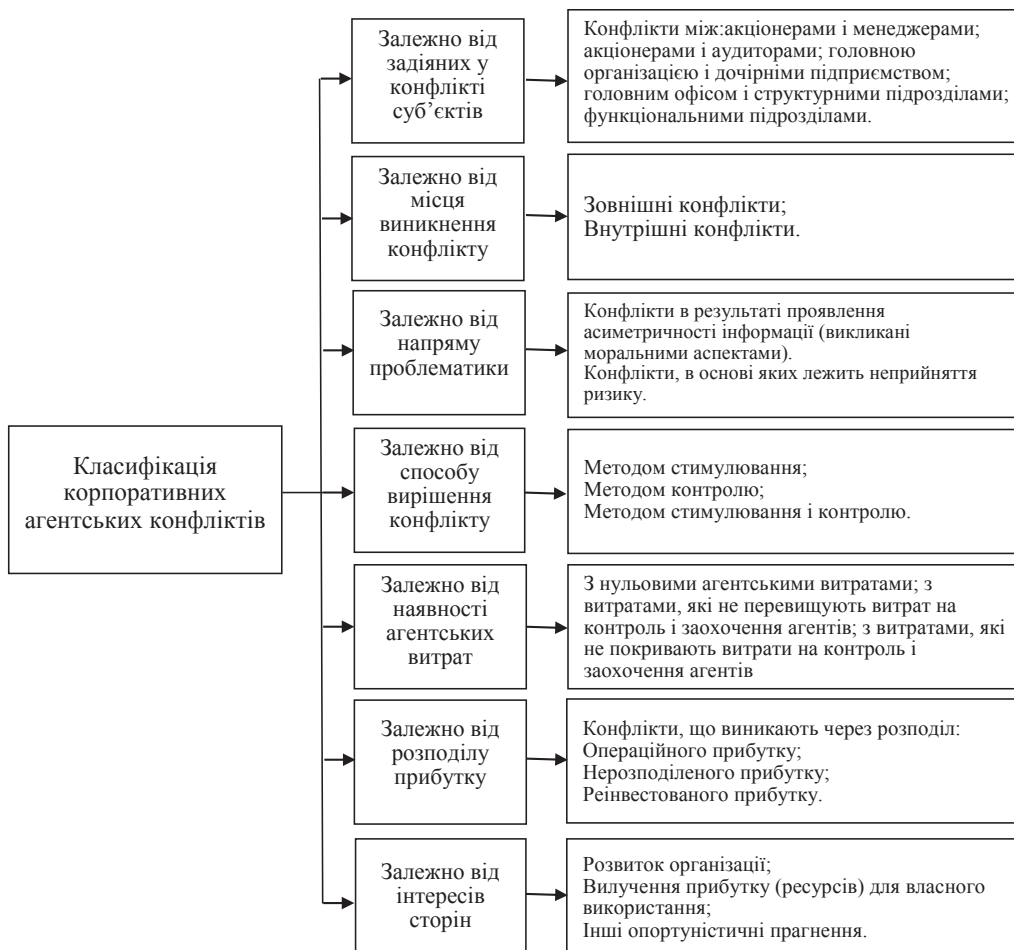 Класифікація
корпоративних
агентських конфліктів
Залежно від
задіяних у
конфлікті
суб’єктів
Конфлікти між:акціонерами і менеджерами;
акціонерами і аудиторами; головною
організацією і дочірніми підприємством;
головним офісом і структурними підрозділами;
функціональними підрозділами.
Залежно від
місця
виникнення
конфлікту
Зовнішні конфлікти;
Внутрішні конфлікти.
Залежно від
напряму
проблематики
Конфлікти в результаті проявлення
асиметричності інформації (викликані
моральними аспектами).
Конфлікти, в основі яких лежить неприйняття
ризику.
Залежно від
способу
вирішення
конфлікту
Методом стимулювання;
Методом контролю;
Методом стимулювання і контролю.
Залежно від
наявності
агентських
витрат
З нульовими агентськими витратами; з
витратами, які не перевищують витрат на
контроль і заохочення агентів; з витратами, які
не покривають витрати на контроль і
заохочення агентів
Залежно від
розподілу
прибутку
Конфлікти, що виникають через розподіл:
Операційного прибутку;
Нерозподіленого прибутку;
Реінвестованого прибутку.
Залежно від
інтересів
сторін
Розвиток організації;
Вилучення прибутку (ресурсів) для власного
використання;
Інші опортуністичні прагнення.